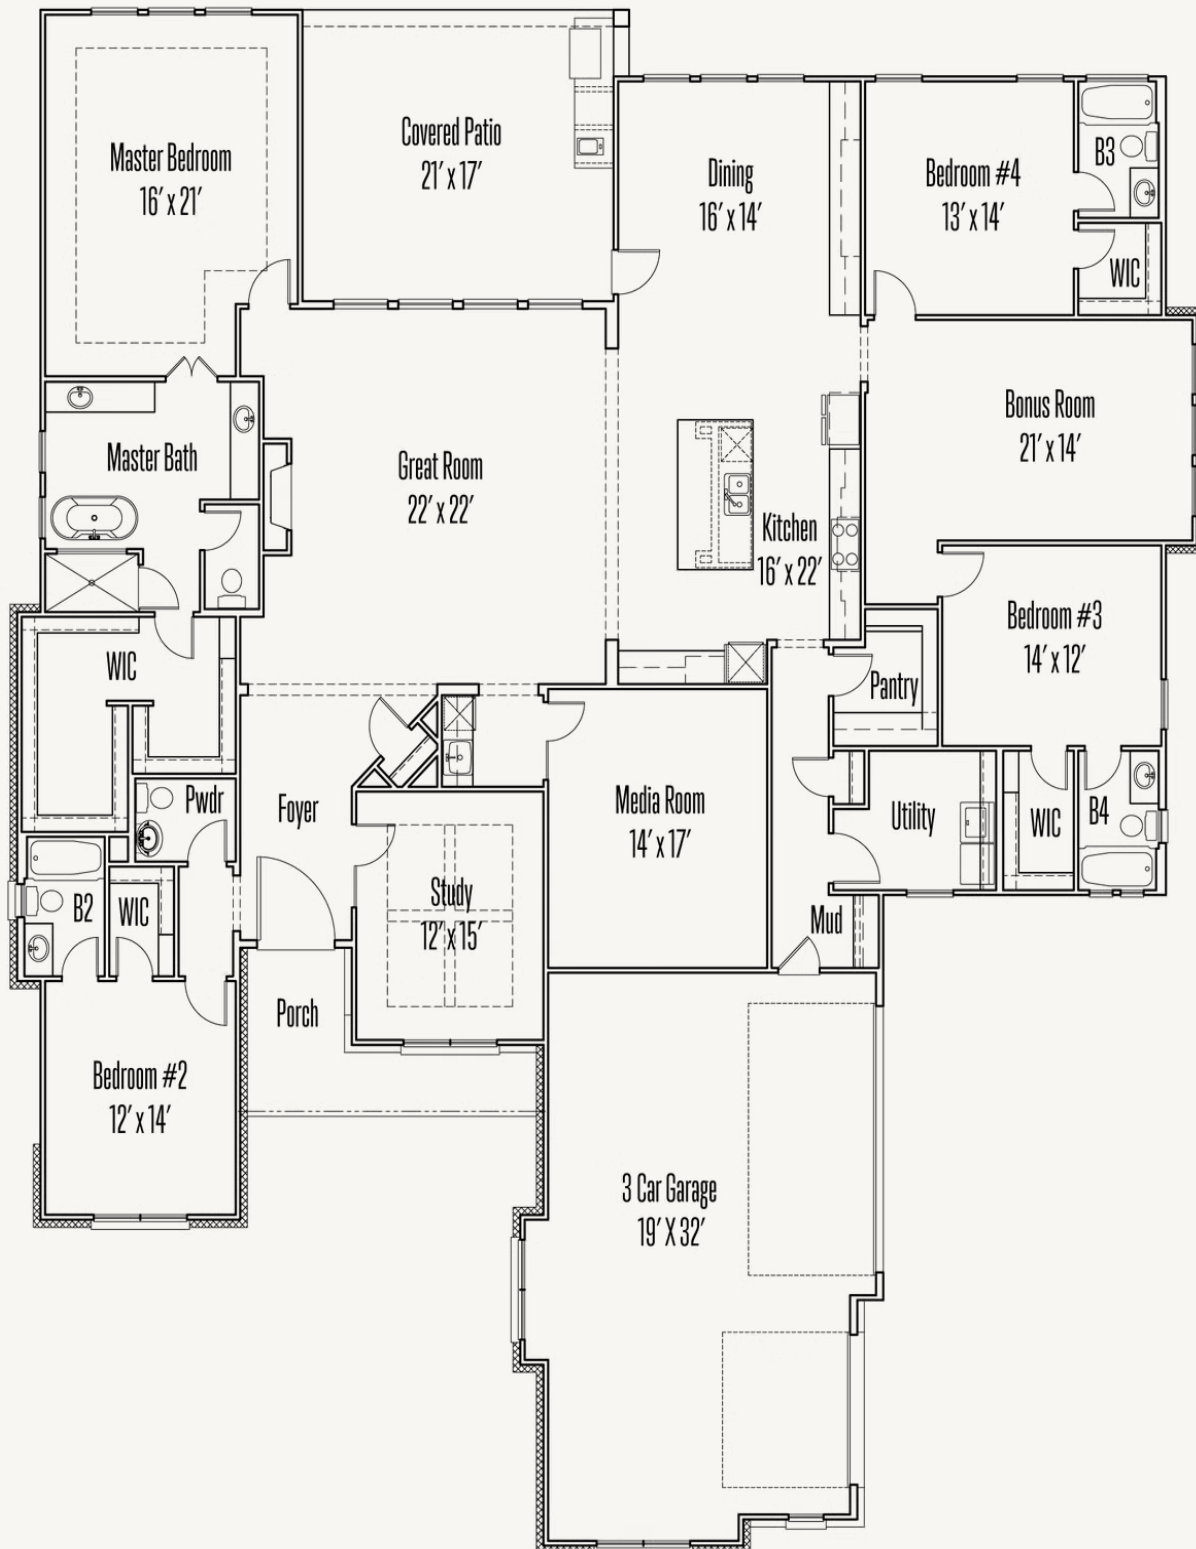 Master Bedroom
16' x 21'
Covered Patio
21' x 17'
Dining
16' x 14'
Bedroom #4
13' x 14'
B3
WIC
Master Bath
Great Room
22' x 22'
Kitchen
16' x 22'
Bonus Room
21' x 14'
WIC
Pantry
Bedroom #3
14' x 12'
Pwdr
Foyer
Media Room
14' x 17'
Utility
WIC
B4
B2
WIC
Study
12' x 15'
Mud
Porch
Bedroom #2
12' x 14'
3 Car Garage
19' X 32'